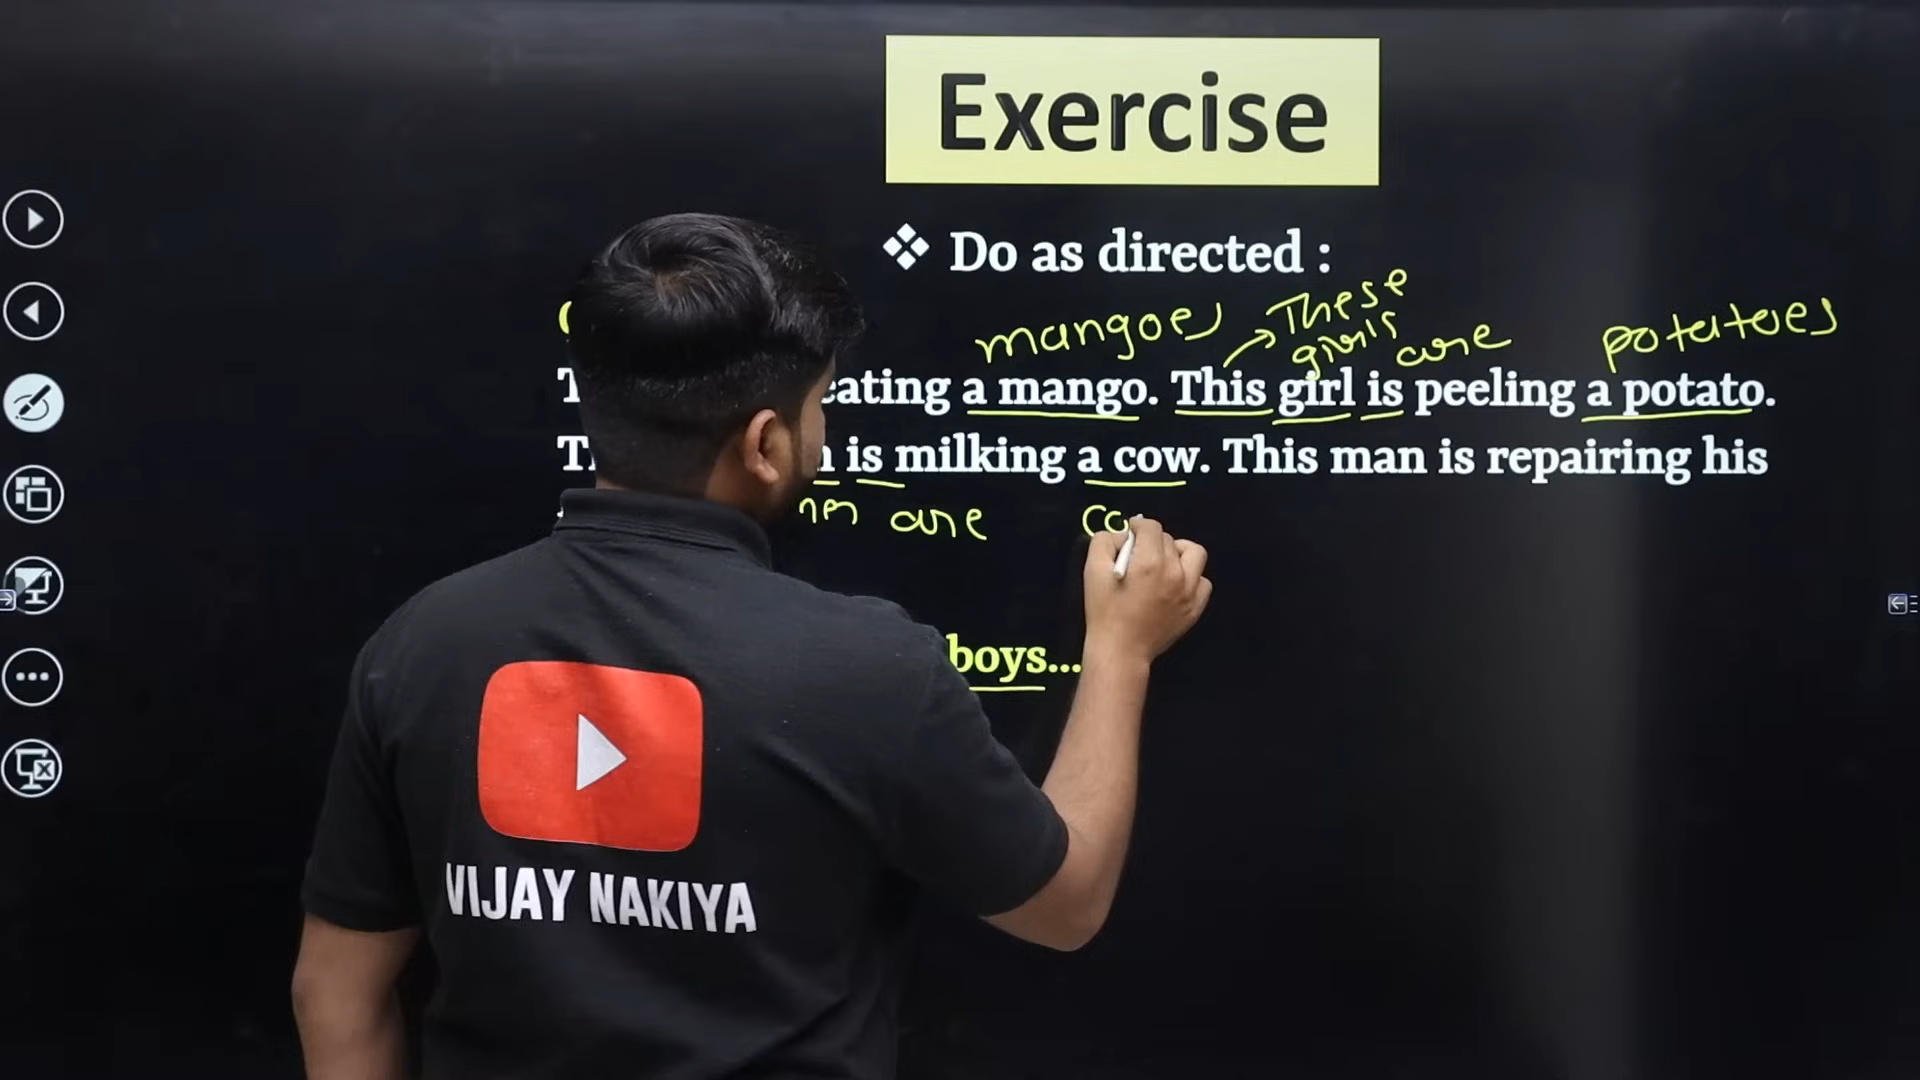 Exercise
❖ Do as directed :
mangoes These
girls are potatoes
eating a mango. This girl is peeling a potato.
is milking a cow. This man is repairing his
are
boys...
VIJAY NAKIYA